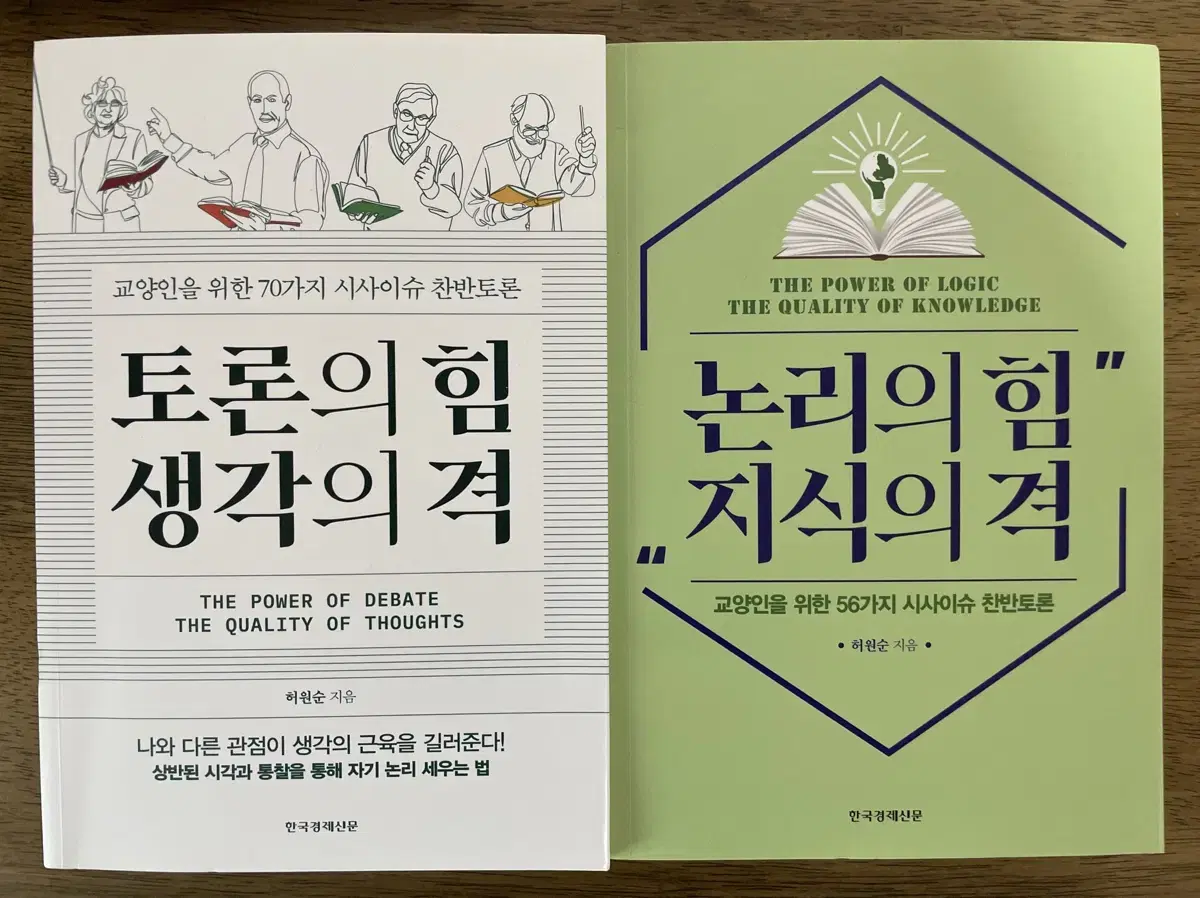 교양인을 위한 70가지 시사이슈 찬반토론
토론의 힘
생각의 격
THE POWER OF DEBATE
THE QUALITY OF THOUGHTS
허원순 지음
나와 다른 관점이 생각의 근육을 길러준다!
상반된 시각과 통찰을 통해 자기 논리 세우는 법
한국경제신문
THE POWER OF LOGIC
THE QUALITY OF KNOWLEDGE
논리의 힘 "
" 지식의 격
교양인을 위한 56가지 시사이슈 찬반토론
• 허원순 지음 •
한국경제신문